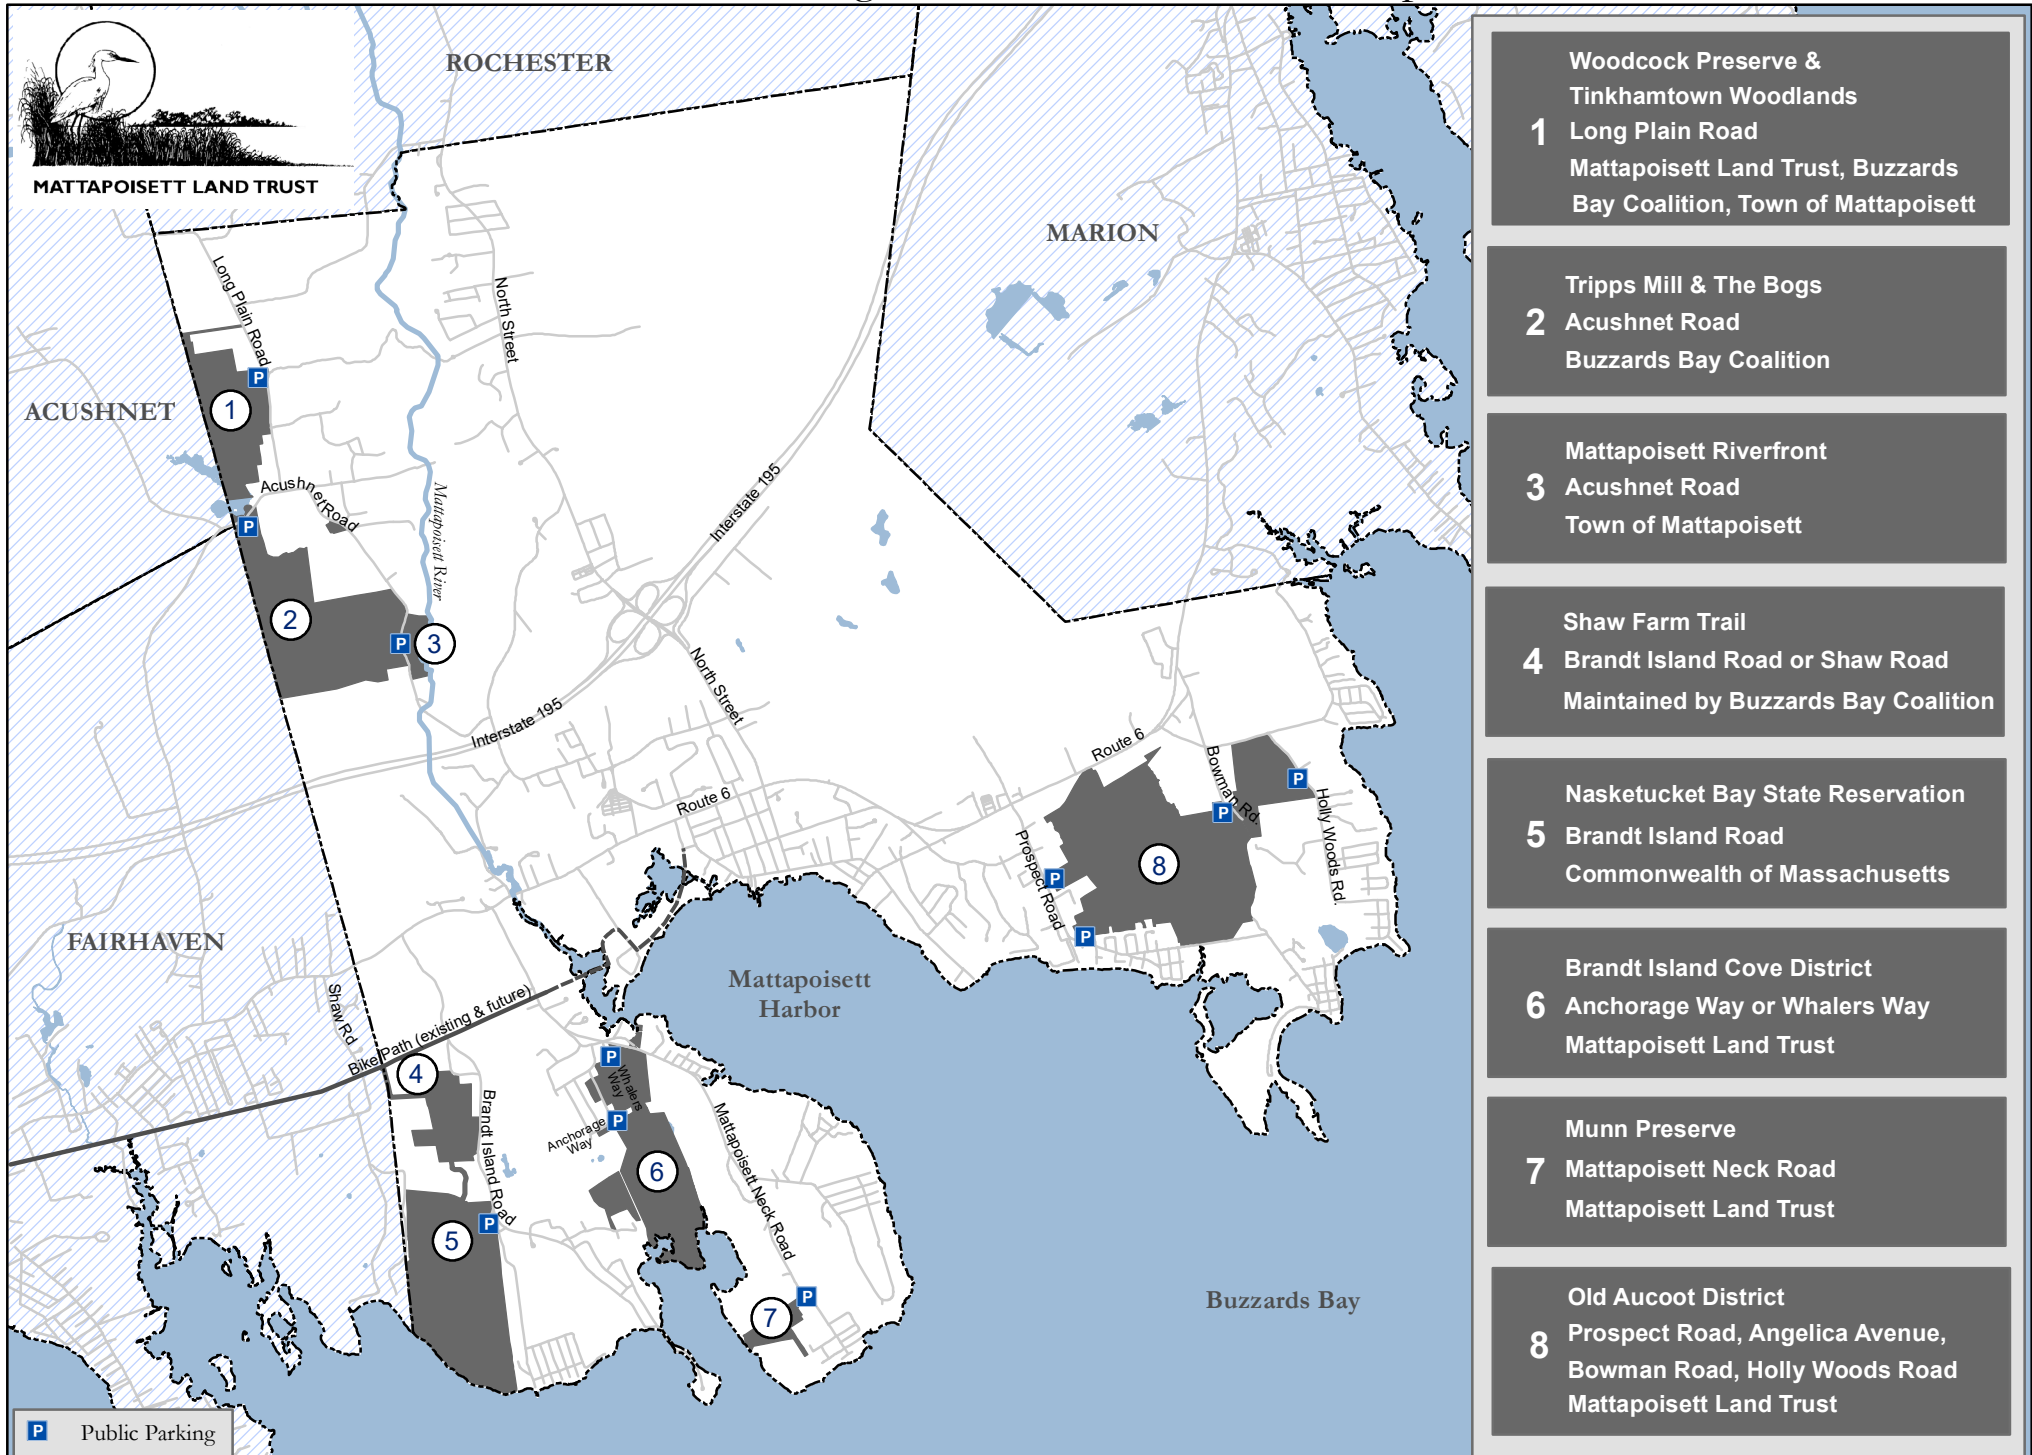 MATTAPOISETT LAND TRUST
ROCHESTER
MARION
ACUSHNET
FAIRHAVEN
Long Plain Road
North Street
Acushnet Road
Mattapoisett River
Interstate 195
North Street
Interstate 195
Route 6
Route 6
Bowman Rd.
Holly Woods Rd.
Prospect Road
Mattapoisett
Harbor
Shaw Rd
Bike Path (existing & future)
Brandt Island Road
Whalers
Way
Anchorage
Way
Mattapoisett Neck Road
Buzzards Bay
1
2
3
4
5
6
7
8
P
P
P
P
P
P
P
P
P
P
P
P Public Parking
Woodcock Preserve &
Tinkhamtown Woodlands
1 Long Plain Road
Mattapoisett Land Trust, Buzzards
Bay Coalition, Town of Mattapoisett
Tripps Mill & The Bogs
2 Acushnet Road
Buzzards Bay Coalition
Mattapoisett Riverfront
3 Acushnet Road
Town of Mattapoisett
Shaw Farm Trail
4 Brandt Island Road or Shaw Road
Maintained by Buzzards Bay Coalition
Nasketucket Bay State Reservation
5 Brandt Island Road
Commonwealth of Massachusetts
Brandt Island Cove District
6 Anchorage Way or Whalers Way
Mattapoisett Land Trust
Munn Preserve
7 Mattapoisett Neck Road
Mattapoisett Land Trust
Old Aucoot District
8 Prospect Road, Angelica Avenue,
Bowman Road, Holly Woods Road
Mattapoisett Land Trust